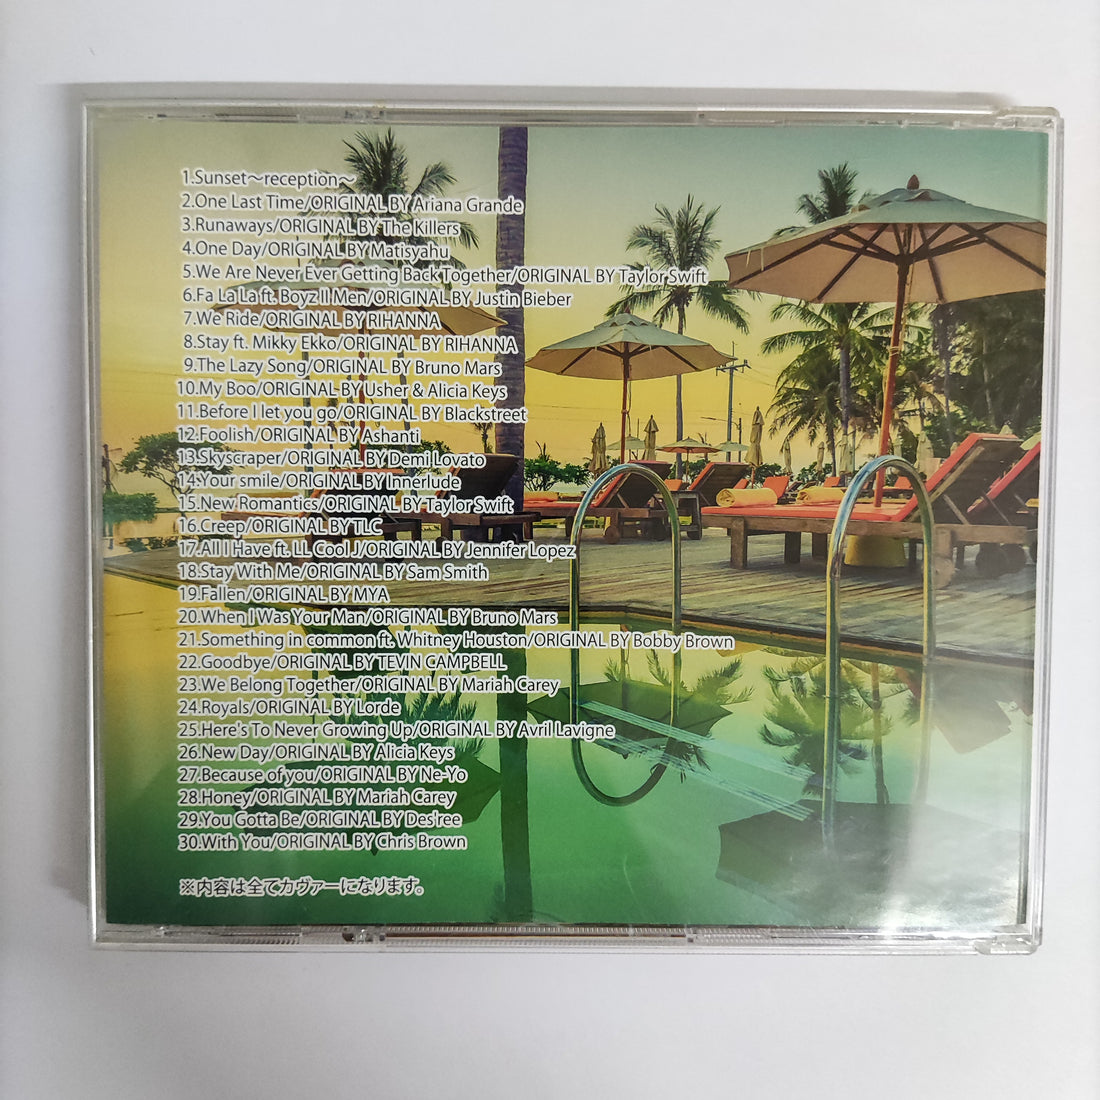 1.Sunset〜reception〜
2.One Last Time/ORIGINAL BY Ariana Grande
3.Runaways/ORIGINAL BY The Killers
4.One Day/ORIGINAL BY Matisyahu
5.We Are Never Ever Getting Back Together/ORIGINAL BY Taylor Swift
6.Fa La La ft. Boyz II Men/ORIGINAL BY Justin Bieber
7.We Ride/ORIGINAL BY RIHANNA
8.Stay ft. Mikky Ekko/ORIGINAL BY RIHANNA
9.The Lazy Song/ORIGINAL BY Bruno Mars
10.My Boo/ORIGINAL BY Usher & Alicia Keys
11.Before I let you go/ORIGINAL BY Blackstreet
12.Foolish/ORIGINAL BY Ashanti
13.Skyscraper/ORIGINAL BY Demi Lovato
14.Your smile/ORIGINAL BY Innerlude
15.New Romantics/ORIGINAL BY Taylor Swift
16.Creep/ORIGINAL BY TLC
17.All I Have ft. LL Cool J/ORIGINAL BY Jennifer Lopez
18.Stay With Me/ORIGINAL BY Sam Smith
19.Fallen/ORIGINAL BY MYA
20.When I Was Your Man/ORIGINAL BY Bruno Mars
21.Something in common ft. Whitney Houston/ORIGINAL BY Bobby Brown
22.Goodbye/ORIGINAL BY TEVIN CAMPBELL
23.We Belong Together/ORIGINAL BY Mariah Carey
24.Royals/ORIGINAL BY Lorde
25.Here's To Never Growing Up/ORIGINAL BY Avril Lavigne
26.New Day/ORIGINAL BY Alicia Keys
27.Because of you/ORIGINAL BY Ne-Yo
28.Honey/ORIGINAL BY Mariah Carey
29.You Gotta Be/ORIGINAL BY Des'ree
30.With You/ORIGINAL BY Chris Brown
※内容は全てカヴァーになります。